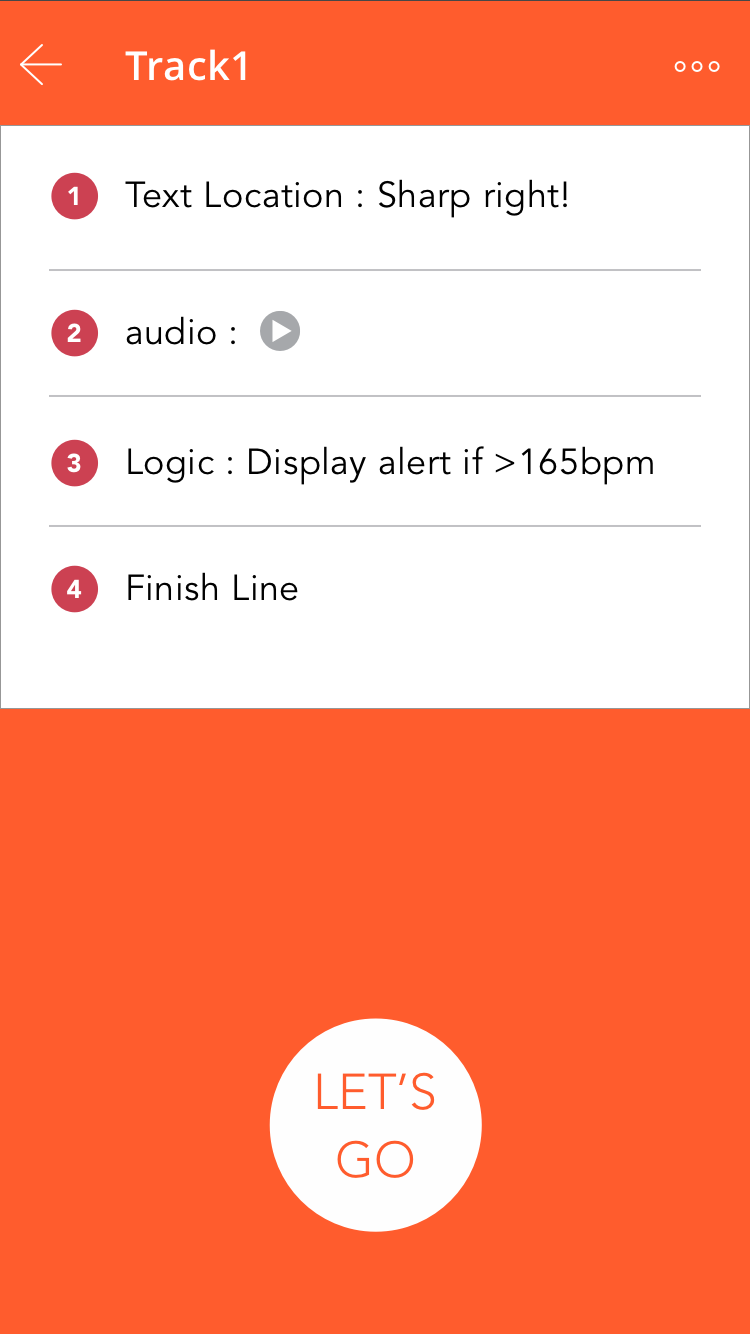 Track1
1 Text Location : Sharp right!
2 audio :
3 Logic : Display alert if >165bpm
4 Finish Line
LET’S
GO